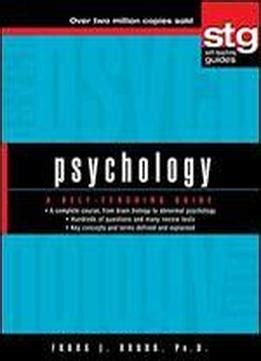 Over two million copies sold!
stg
self-teaching
guides
psychology
A SELF-TEACHING GUIDE
• A complete course, from brain biology to abnormal psychology
• Hundreds of questions and many review tests
• Key concepts and terms defined and explained
FRANK J. BRUNO, Ph.D.